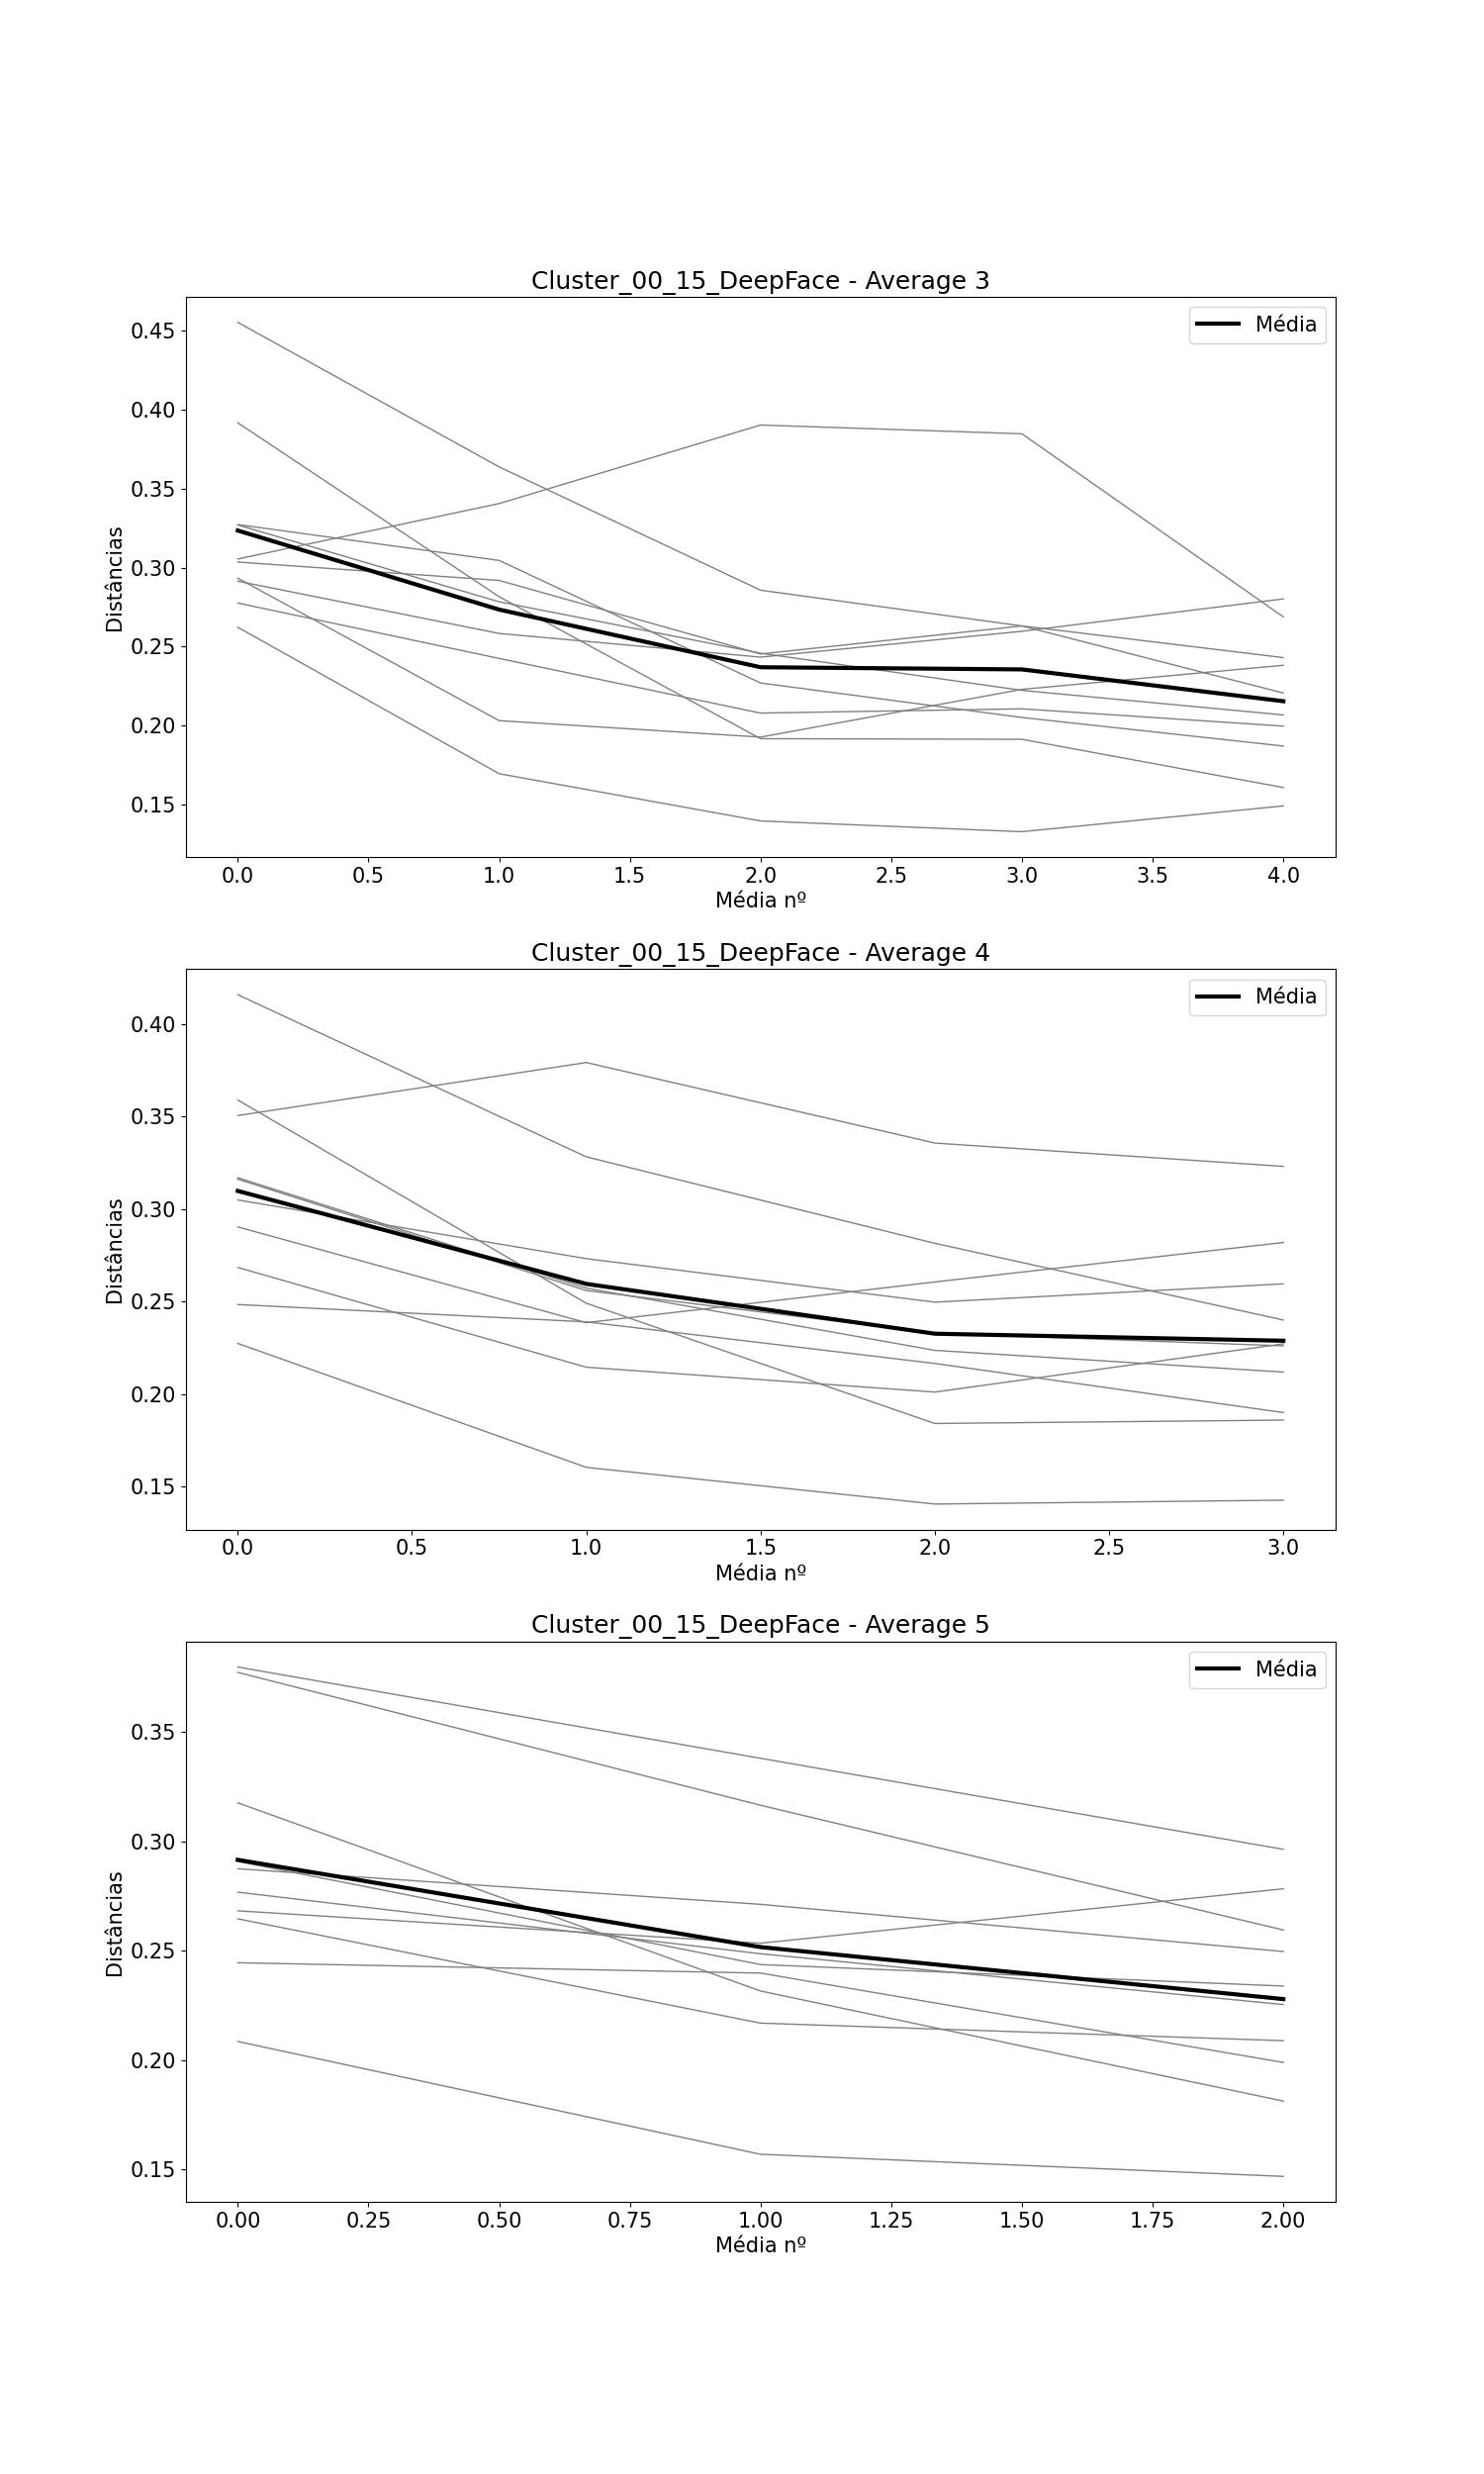 Cluster_00_15_DeepFace - Average 3
Média
0.45
0.40
0.35
0.30
0.25
0.20
0.15
Distâncias
0.0 0.5 1.0 1.5 2.0 2.5 3.0 3.5 4.0
Média nº
Cluster_00_15_DeepFace - Average 4
Média
0.40
0.35
0.30
0.25
0.20
0.15
Distâncias
0.0 0.5 1.0 1.5 2.0 2.5 3.0
Média nº
Cluster_00_15_DeepFace - Average 5
Média
0.35
0.30
0.25
0.20
0.15
Distâncias
0.00 0.25 0.50 0.75 1.00 1.25 1.50 1.75 2.00
Média nº